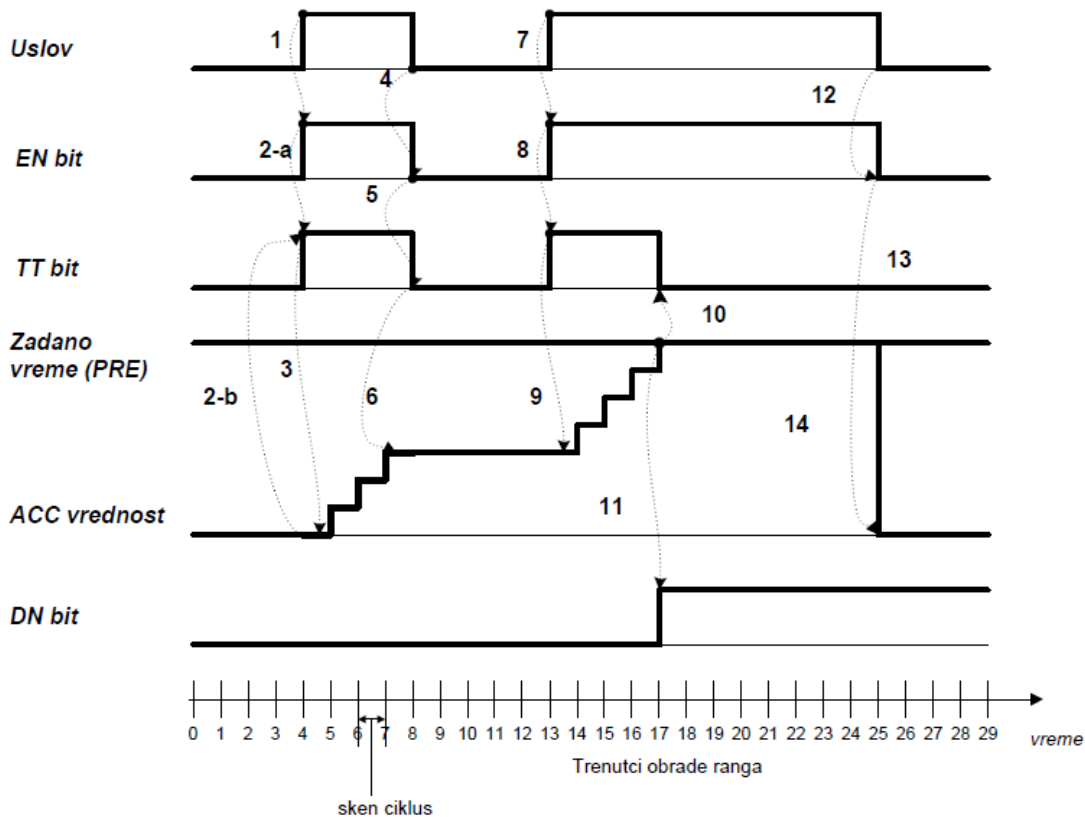 Uslov
1
7
4
12
EN bit
2-a
8
5
TT bit
13
10
Zadano
vreme (PRE)
2-b
3
6
9
14
11
ACC vrednost
DN bit
0 1 2 3 4 5 6 7 8 9 10 11 12 13 14 15 16 17 18 19 20 21 22 23 24 25 26 27 28 29
vreme
Trenutci obrade ranga
sken ciklus